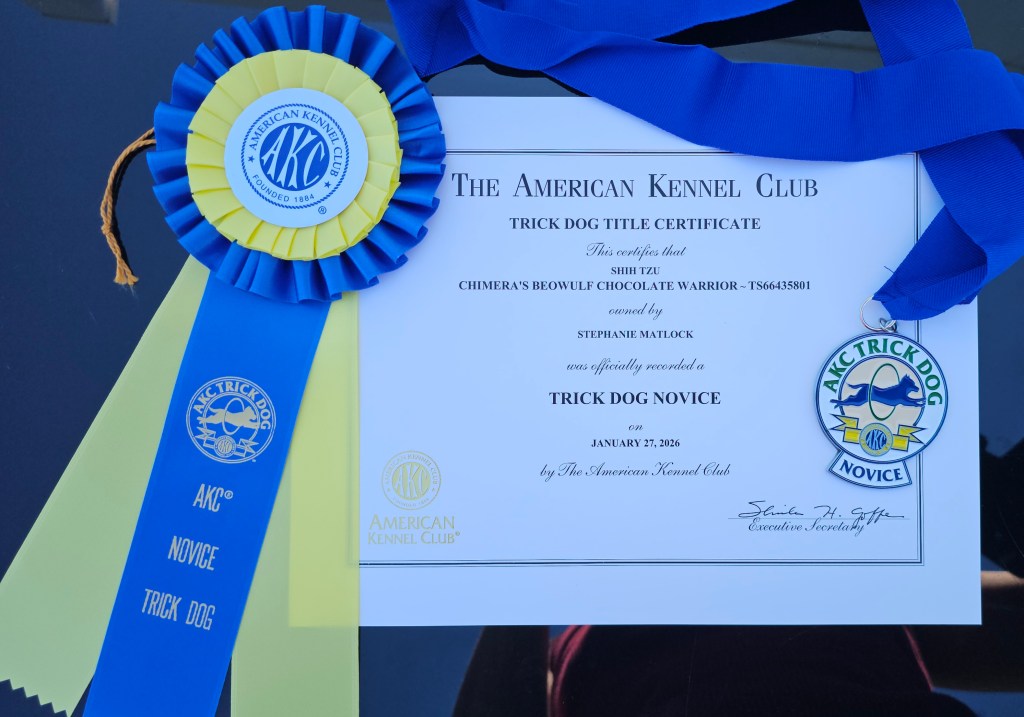 AMERICAN KENNEL CLUB
AKC
FOUNDED 1884
®
AKC TRICK DOG
AKC
AKC®
NOVICE
TRICK DOG
THE AMERICAN KENNEL CLUB
TRICK DOG TITLE CERTIFICATE
This certifies that
SHIH TZU
CHIMERA'S BEOWULF CHOCOLATE WARRIOR ~ TS66435801
owned by
STEPHANIE MATLOCK
was officially recorded a
TRICK DOG NOVICE
on
JANUARY 27, 2026
by The American Kennel Club
AMERICAN
KENNEL CLUB®
Executive Secretary
AKC TRICK DOG
AKC
NOVICE